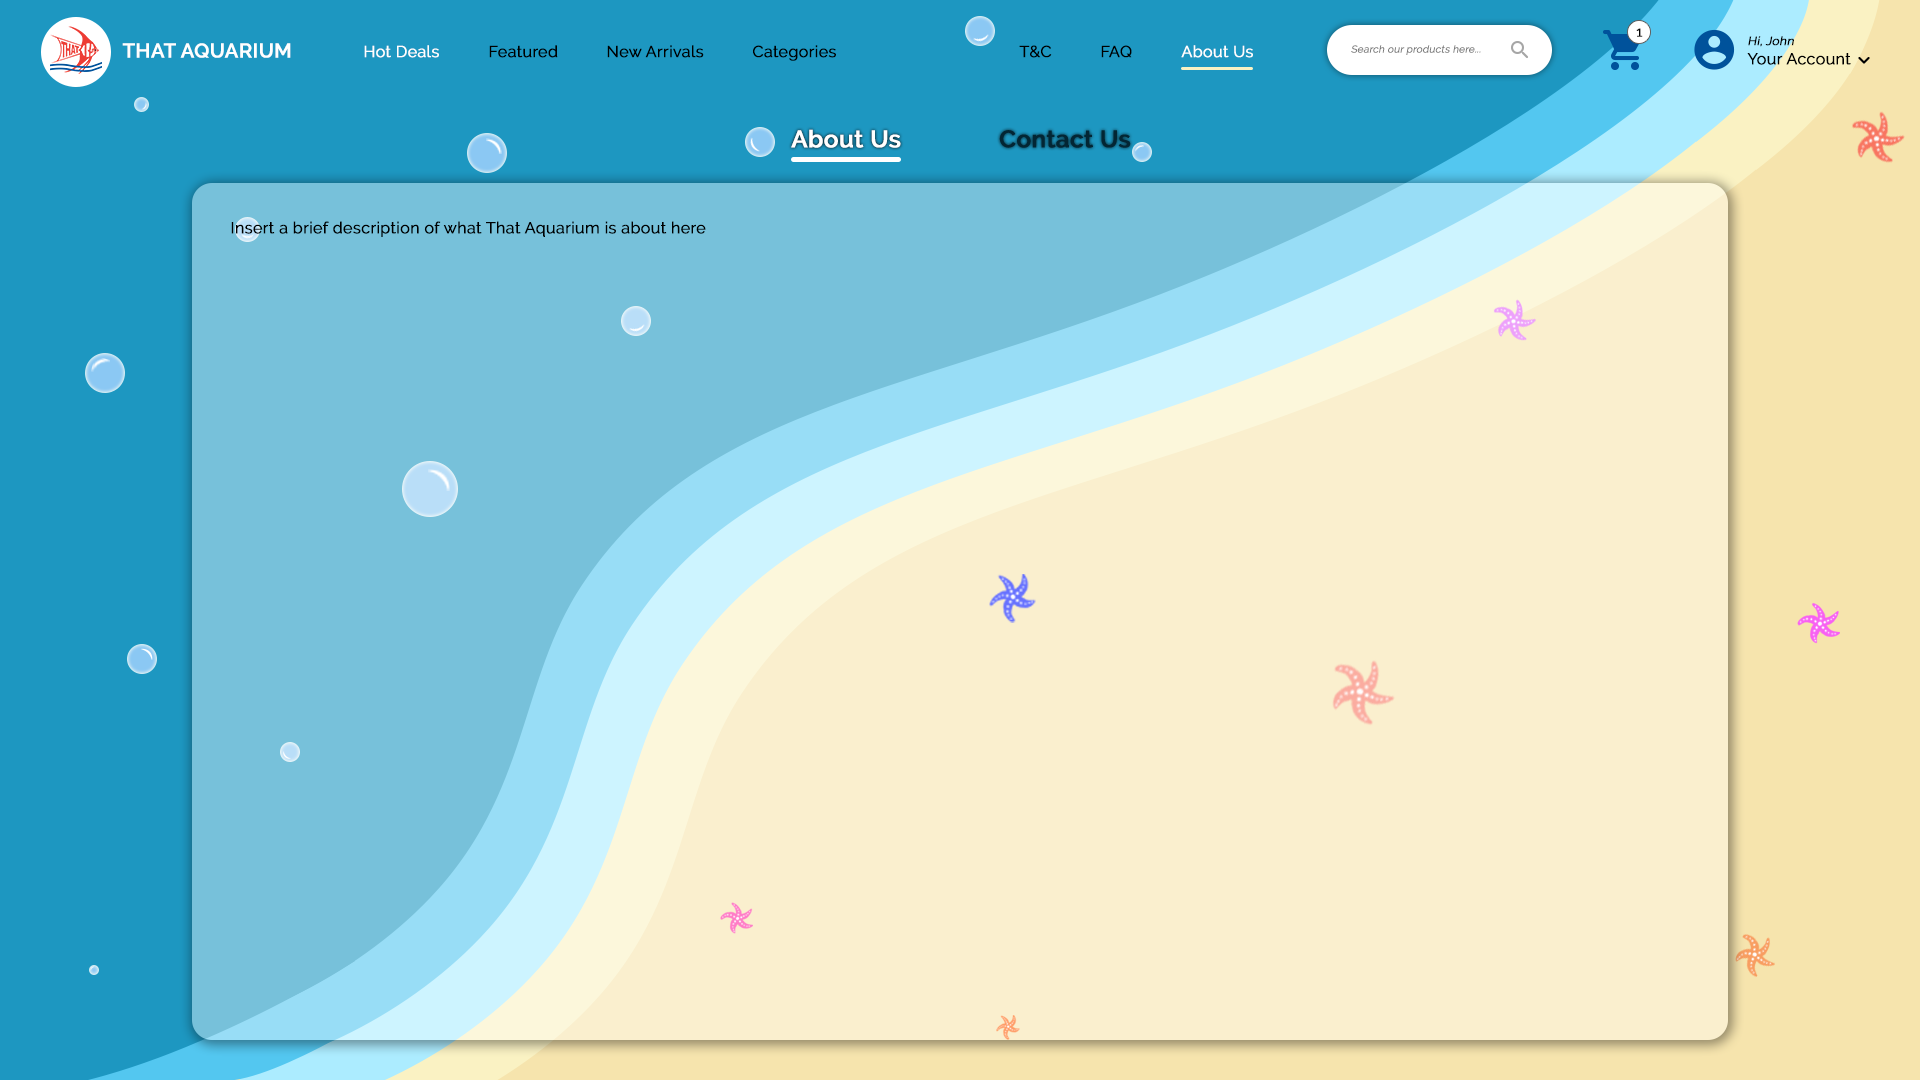 THAT
THAT AQUARIUM
Hot Deals
Featured
New Arrivals
Categories
T&C
FAQ
About Us
Search our products here...
1
Hi, John
Your Account
About Us
Contact Us
Insert a brief description of what That Aquarium is about here